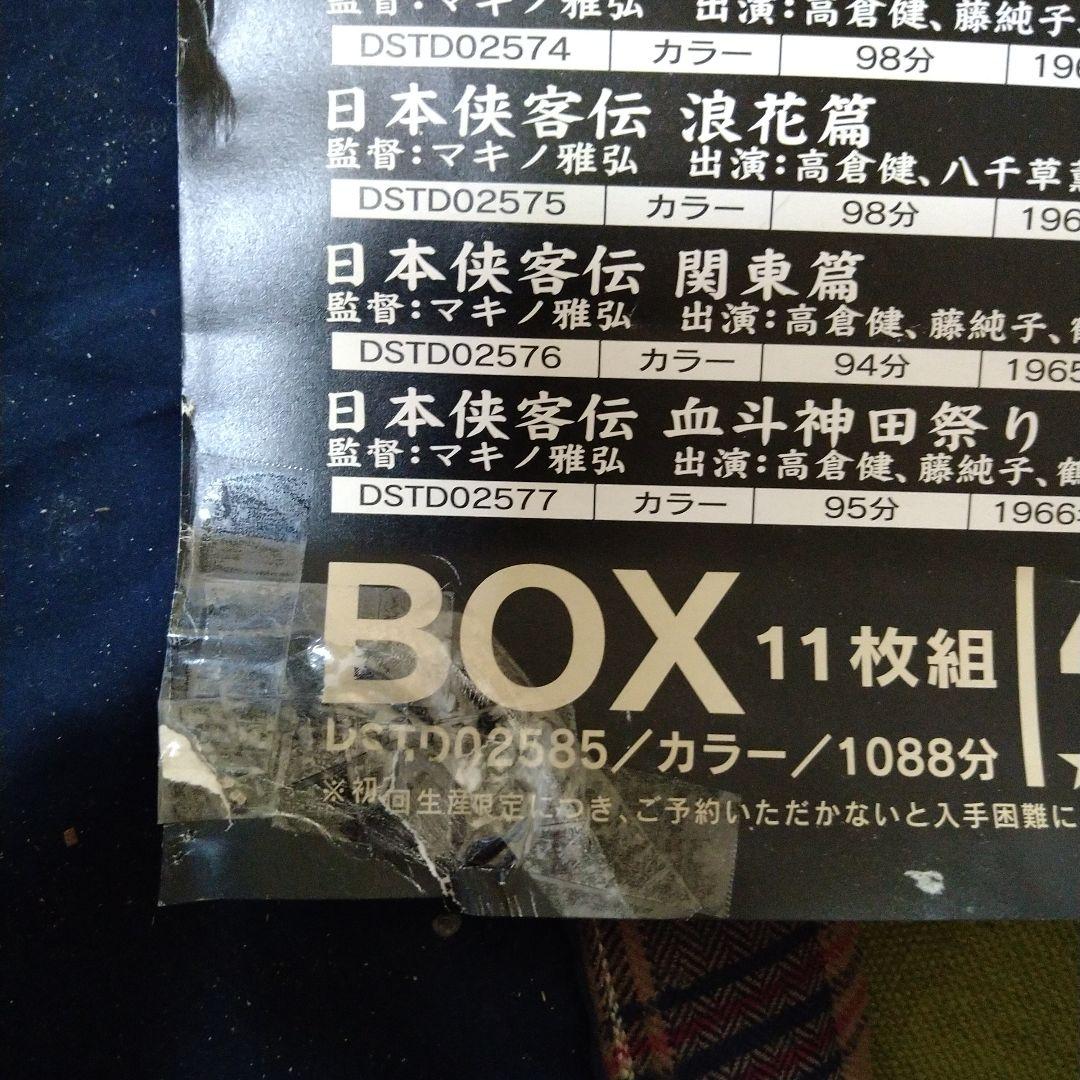 監督：マキノ雅弘　出演：高倉健、藤純子、
DSTD02574 カラー 98分 196
日本侠客伝 浪花篇
監督：マキノ雅弘　出演：高倉健、八千草薫
DSTD02575 カラー 98分 196
日本侠客伝 関東篇
監督：マキノ雅弘　出演：高倉健、藤純子、鶴
DSTD02576 カラー 94分 1965
日本侠客伝 血斗神田祭り
監督：マキノ雅弘　出演：高倉健、藤純子、鶴
DSTD02577 カラー 95分 1966
BOX 11枚組
DSTD02585／カラー／1088分
※初回生産限定につき、ご予約いただかないと入手困難に